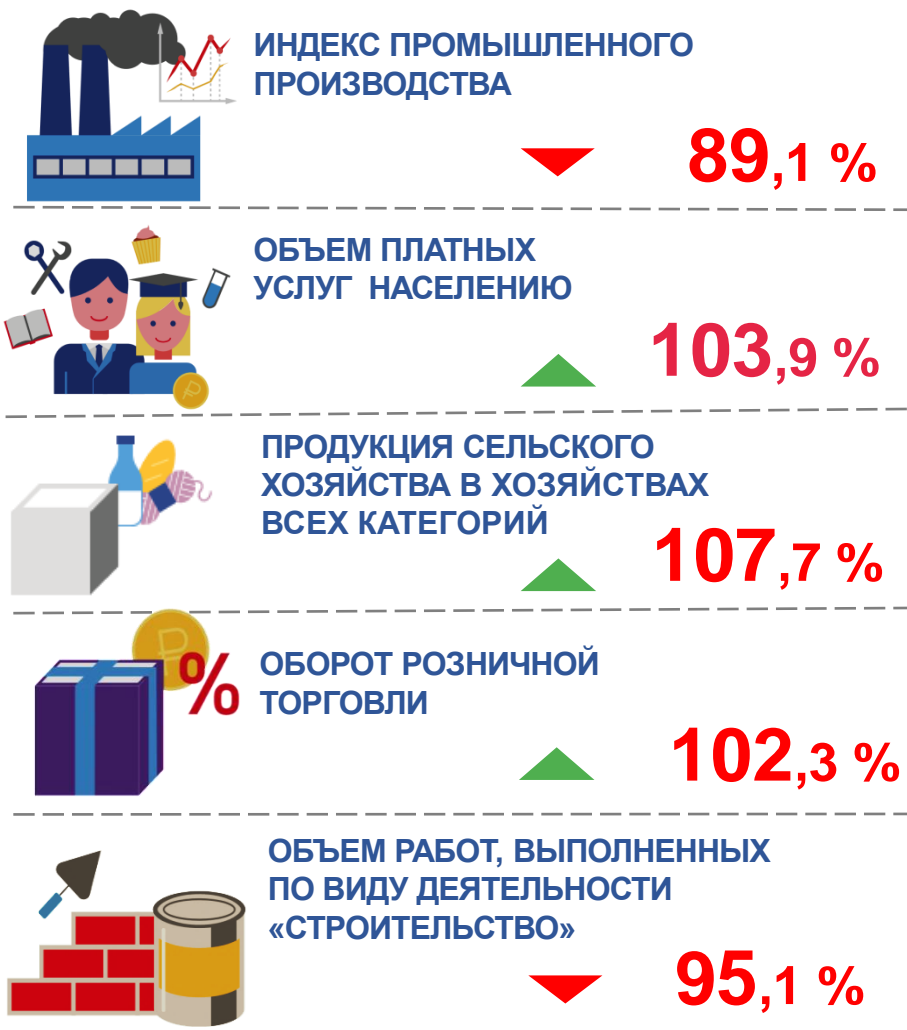 ИНДЕКС ПРОМЫШЛЕННОГО
ПРОИЗВОДСТВА
89,1 %
ОБЪЕМ ПЛАТНЫХ
УСЛУГ НАСЕЛЕНИЮ
103,9 %
ПРОДУКЦИЯ СЕЛЬСКОГО
ХОЗЯЙСТВА В ХОЗЯЙСТВАХ
ВСЕХ КАТЕГОРИЙ
107,7 %
₽
%
ОБОРОТ РОЗНИЧНОЙ
ТОРГОВЛИ
102,3 %
ОБЪЕМ РАБОТ, ВЫПОЛНЕННЫХ
ПО ВИДУ ДЕЯТЕЛЬНОСТИ
«СТРОИТЕЛЬСТВО»
95,1 %